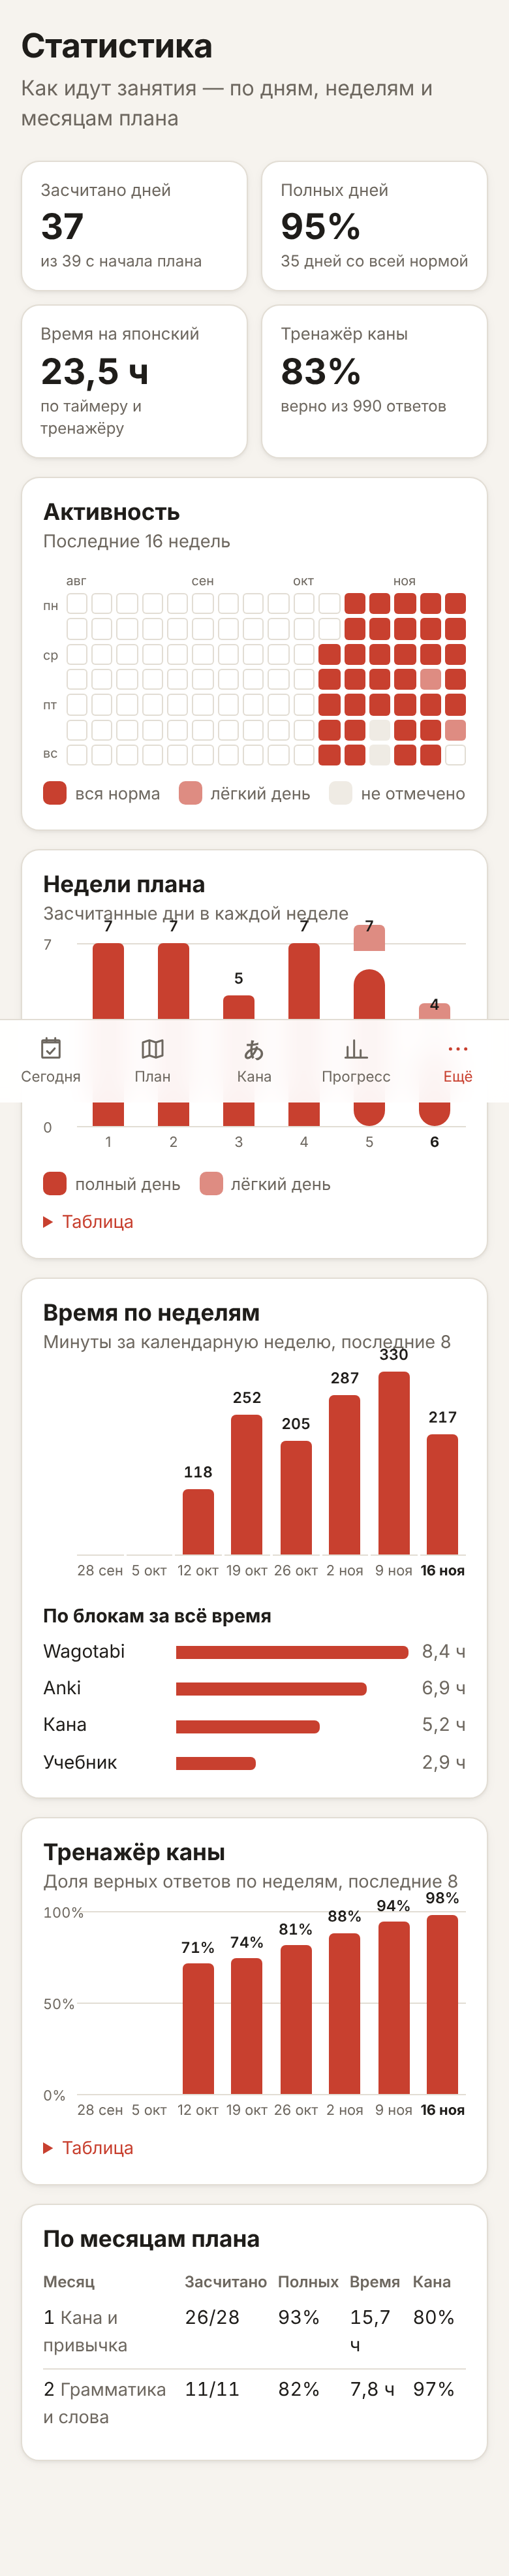 Статистика
Как идут занятия — по дням, неделям и
месяцам плана
Засчитано дней
37
из 39 с начала плана
Полных дней
95%
35 дней со всей нормой
Время на японский
23,5 ч
по таймеру и
тренажёру
Тренажёр каны
83%
верно из 990 ответов
Активность
Последние 16 недель
авг сен окт ноя
пн
ср
пт
вс
вся норма лёгкий день не отмечено
Недели плана
Засчитанные дни в каждой неделе
7 7 5 7 7 4
7
Сегодня План Кана Прогресс Ещё
あ
0
1 2 3 4 5 6
полный день лёгкий день
Таблица
Время по неделям
Минуты за календарную неделю, последние 8
118 252 205 287 330 217
28 сен 5 окт 12 окт 19 окт 26 окт 2 ноя 9 ноя 16 ноя
По блокам за всё время
Wagotabi 8,4 ч
Anki 6,9 ч
Кана 5,2 ч
Учебник 2,9 ч
Тренажёр каны
Доля верных ответов по неделям, последние 8
100%
71% 74% 81% 88% 94% 98%
50%
0%
28 сен 5 окт 12 окт 19 окт 26 окт 2 ноя 9 ноя 16 ноя
Таблица
По месяцам плана
Месяц Засчитано Полных Время Кана
1 Кана и привычка 26/28 93% 15,7 ч 80%
2 Грамматика и слова 11/11 82% 7,8 ч 97%